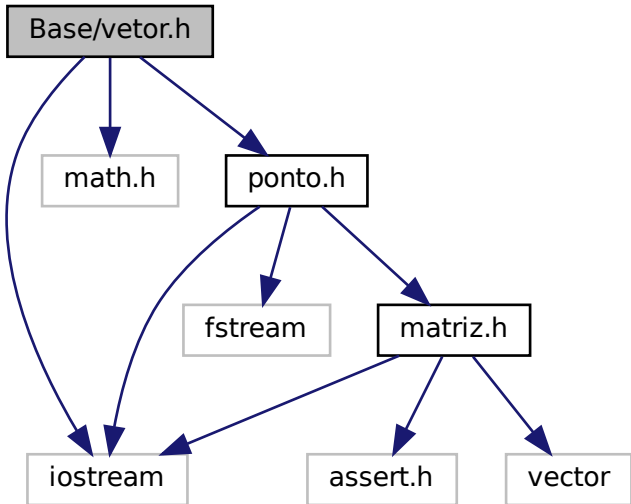 Base/vetor.h
math.h
ponto.h
fstream
matriz.h
iostream
assert.h
vector